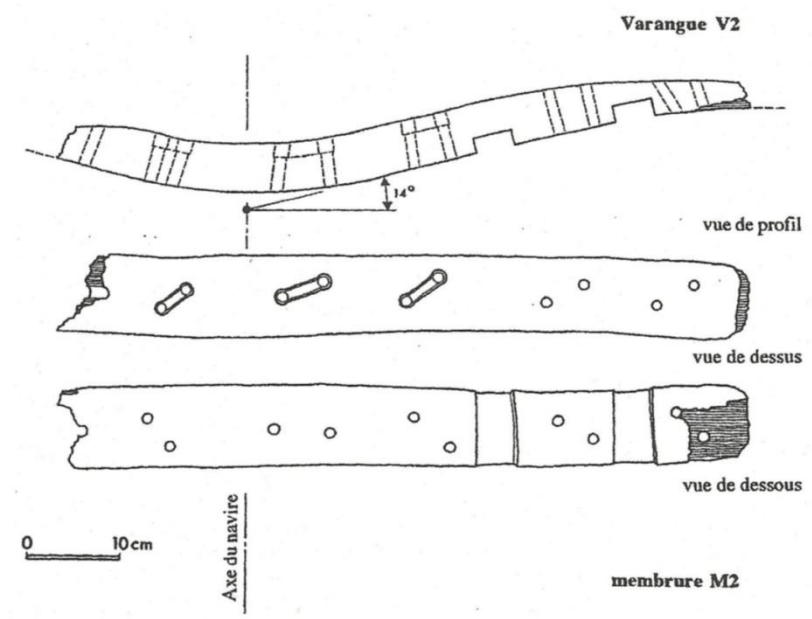 Varangue V2
14°
vue de profil
vue de dessus
vue de dessous
Axe du navire
0 10cm
membrure M2